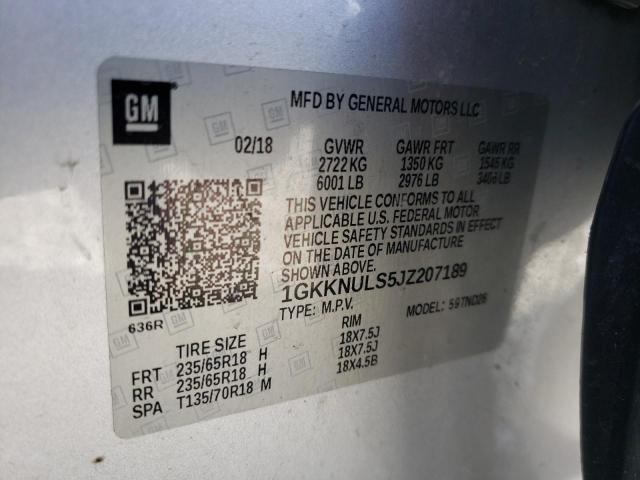 GM
MFD BY GENERAL MOTORS LLC
02/18 GVWR GAWR FRT GAWR RR
2722 KG 1350 KG 1545 KG
6001 LB 2976 LB 3406 LB
THIS VEHICLE CONFORMS TO ALL
APPLICABLE U.S. FEDERAL MOTOR
VEHICLE SAFETY STANDARDS IN EFFECT
ON THE DATE OF MANUFACTURE
SHOWN ABOVE.
1GKKNULS5JZ207189
TYPE: M.P.V. MODEL: 59TND26
636R
TIRE SIZE RIM
FRT 235/65R18 H 18X7.5J
RR 235/65R18 H 18X7.5J
SPA T135/70R18 M 18X4.5B